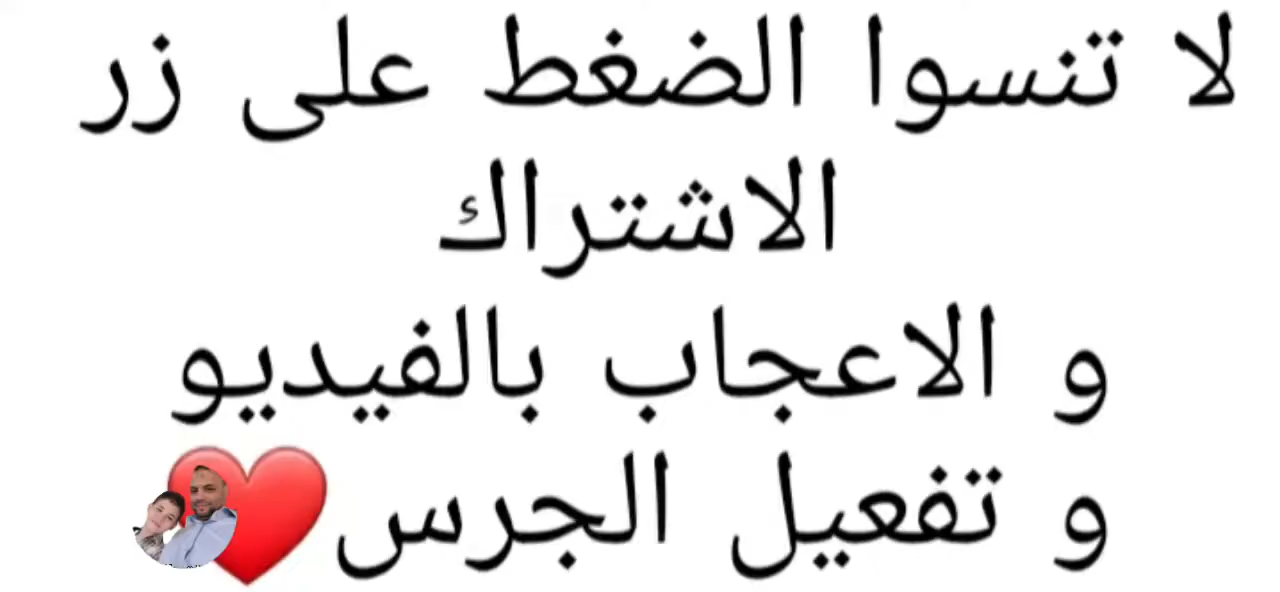 لا تنسوا الضغط على زر
الاشتراك
و الاعجاب بالفيديو
و تفعيل الجرس❤️